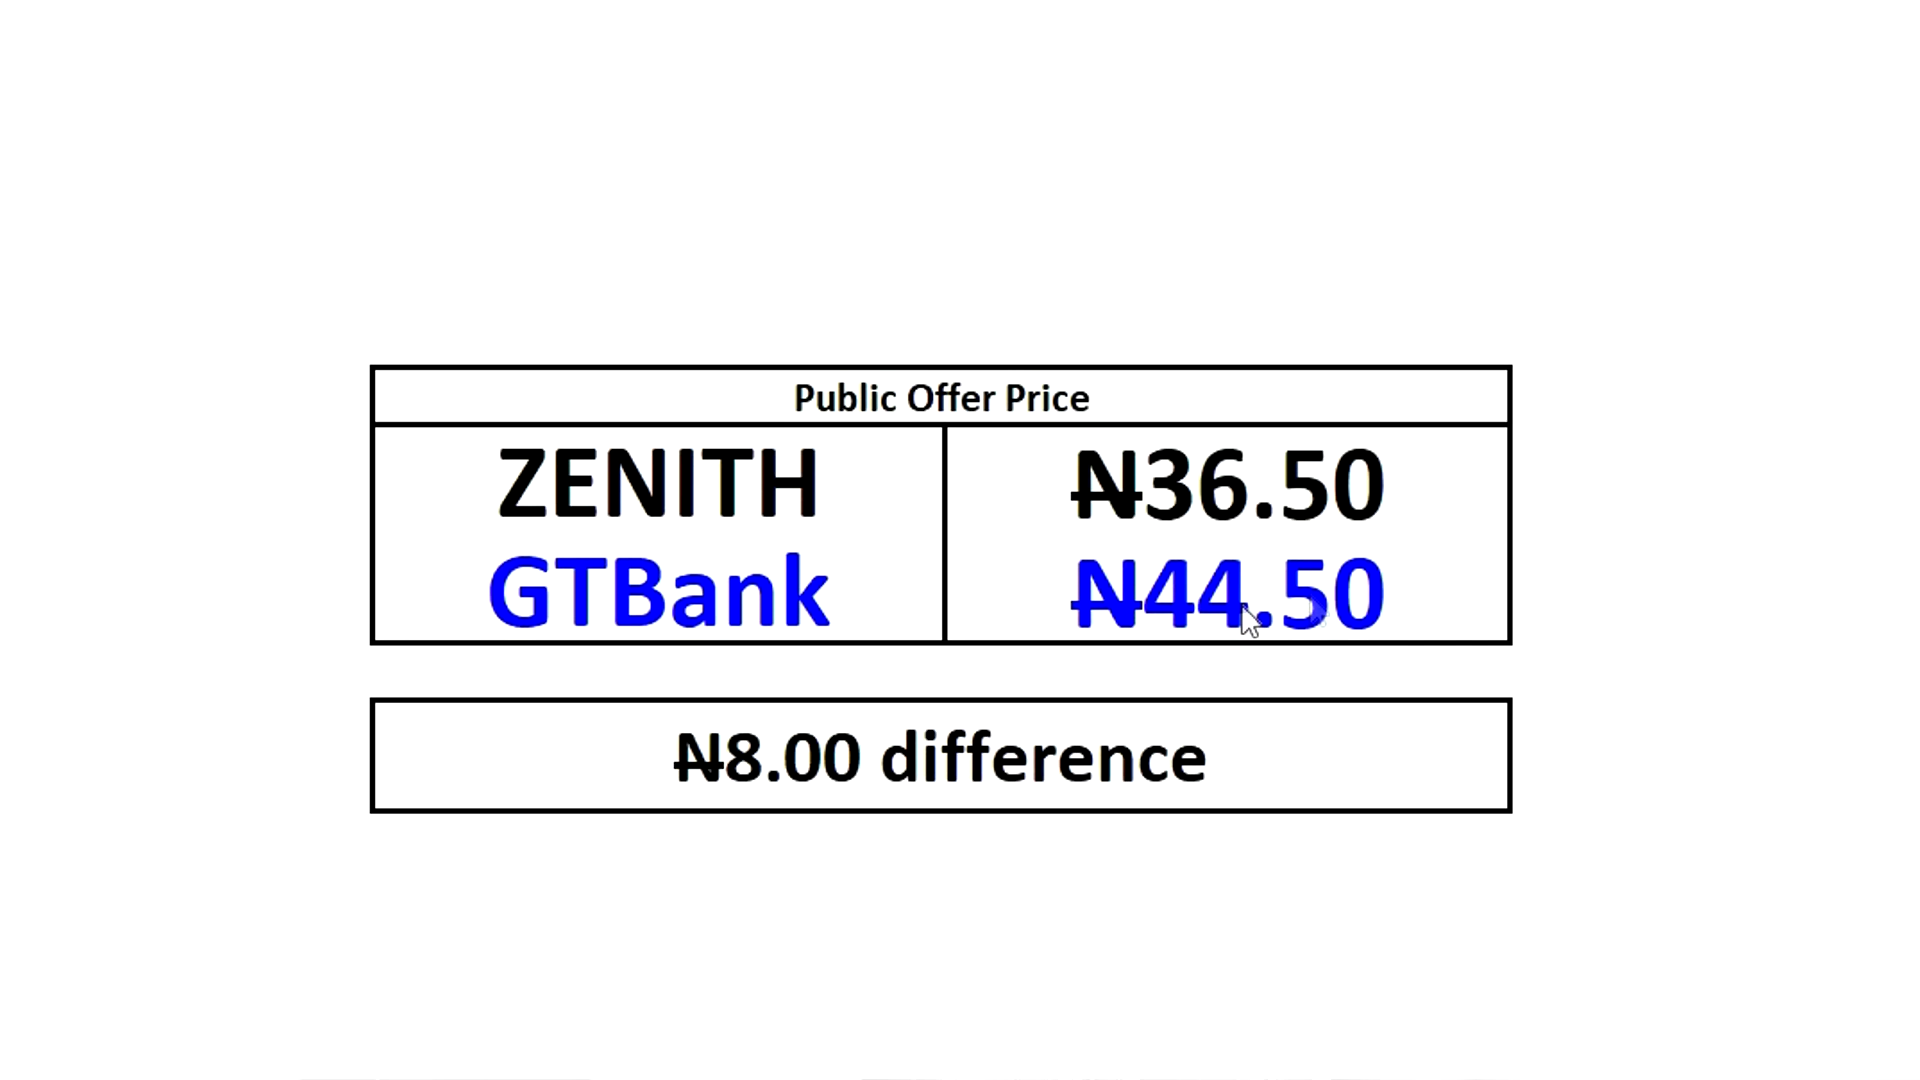 Public Offer Price
ZENITH ₦36.50
GTBank ₦44.50
₦8.00 difference